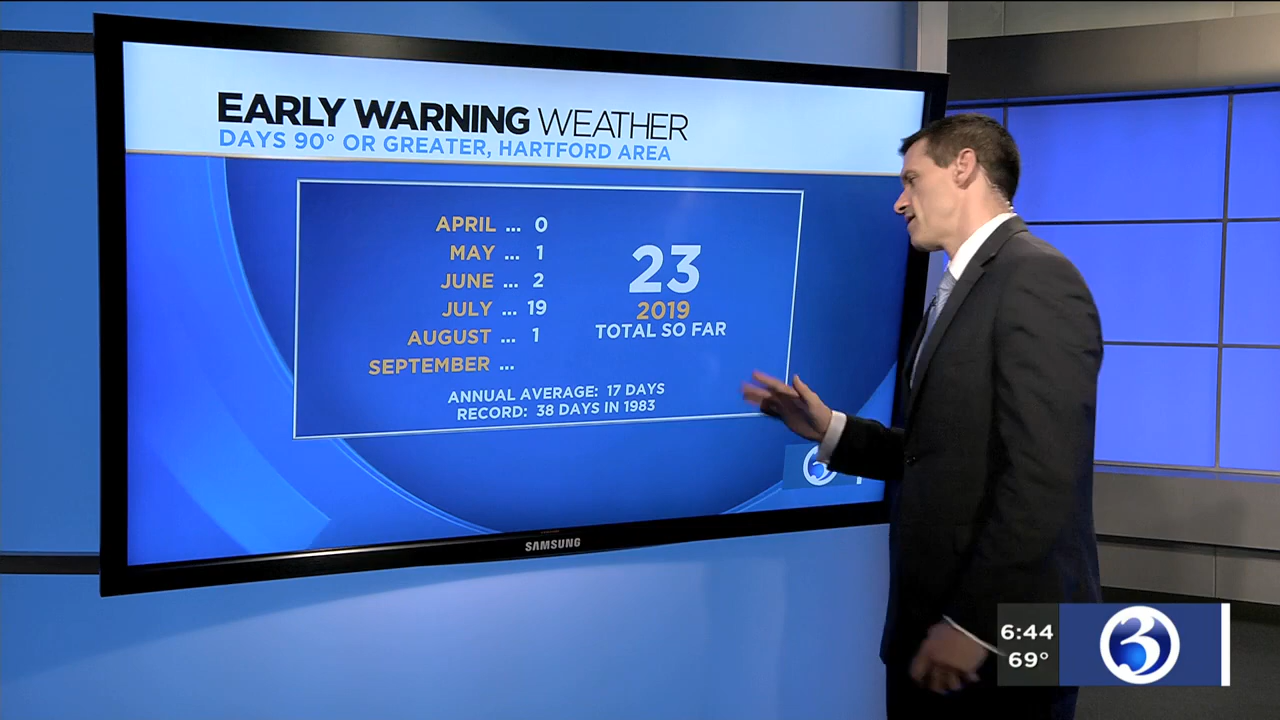 EARLY WARNING WEATHER
DAYS 90° OR GREATER, HARTFORD AREA
APRIL ... 0
MAY ... 1
JUNE ... 2
JULY ... 19
AUGUST ... 1
SEPTEMBER ...
23
2019
TOTAL SO FAR
ANNUAL AVERAGE: 17 DAYS
RECORD: 38 DAYS IN 1983
3
SAMSUNG
6:44
69°
3